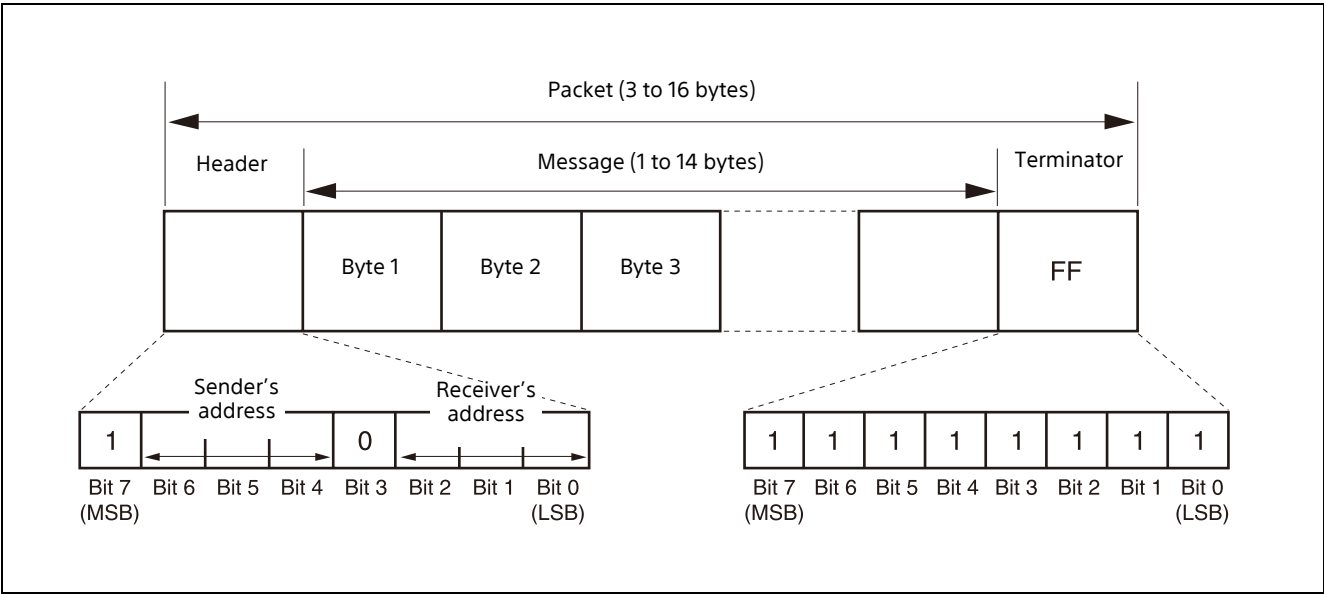 Packet (3 to 16 bytes)
Header
Message (1 to 14 bytes)
Terminator
Byte 1
Byte 2
Byte 3
FF
Sender's
address
Receiver's
address
1
0
1 1 1 1 1 1 1 1
Bit 7 Bit 6 Bit 5 Bit 4 Bit 3 Bit 2 Bit 1 Bit 0
(MSB) (LSB)
Bit 7 Bit 6 Bit 5 Bit 4 Bit 3 Bit 2 Bit 1 Bit 0
(MSB) (LSB)